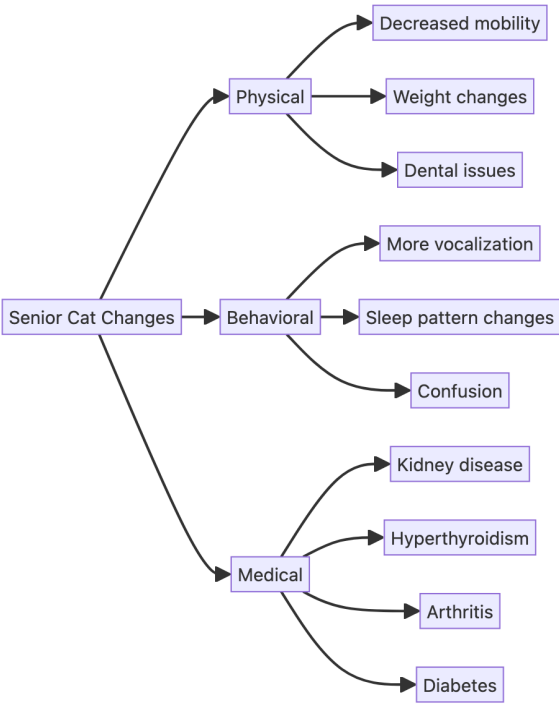 Decreased mobility
Physical
Weight changes
Dental issues
More vocalization
Senior Cat Changes
Behavioral
Sleep pattern changes
Confusion
Kidney disease
Hyperthyroidism
Medical
Arthritis
Diabetes